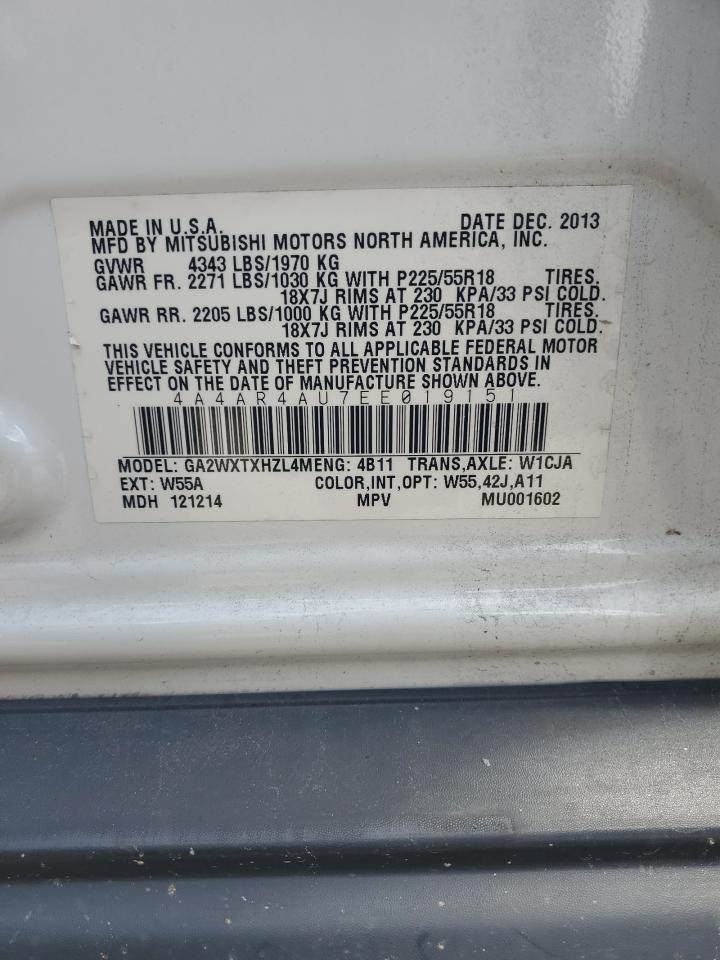 MADE IN U.S.A. DATE DEC. 2013
MFD BY MITSUBISHI MOTORS NORTH AMERICA, INC.
GVWR 4343 LBS/1970 KG
GAWR FR. 2271 LBS/1030 KG WITH P225/55R18 TIRES.
18X7J RIMS AT 230 KPA/33 PSI COLD.
GAWR RR. 2205 LBS/1000 KG WITH P225/55R18 TIRES.
18X7J RIMS AT 230 KPA/33 PSI COLD.
THIS VEHICLE CONFORMS TO ALL APPLICABLE FEDERAL MOTOR
VEHICLE SAFETY AND THEFT PREVENTION STANDARDS IN
EFFECT ON THE DATE OF MANUFACTURE SHOWN ABOVE.
4A4AR4AU7EE019151
MODEL: GA2WXTXHZL4MENG: 4B11 TRANS,AXLE: W1CJA
EXT: W55A COLOR,INT,OPT: W55,42J,A11
MDH 121214 MPV MU001602